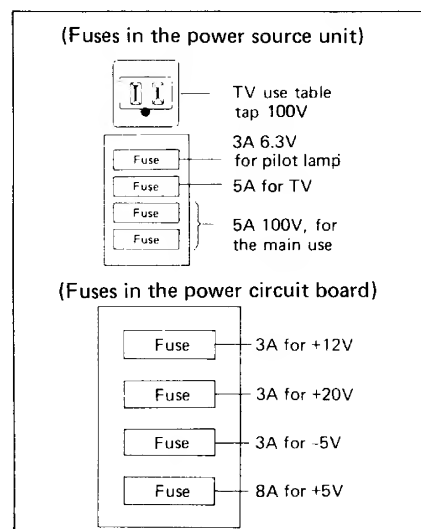 (Fuses in the power source unit)
TV use table
tap 100V
3A 6.3V
Fuse
for pilot lamp
Fuse
5A for TV
Fuse
5A 100V, for
Fuse
the main use
(Fuses in the power circuit board)
Fuse
3A for +12V
Fuse
3A for +20V
Fuse
3A for -5V
Fuse
8A for +5V